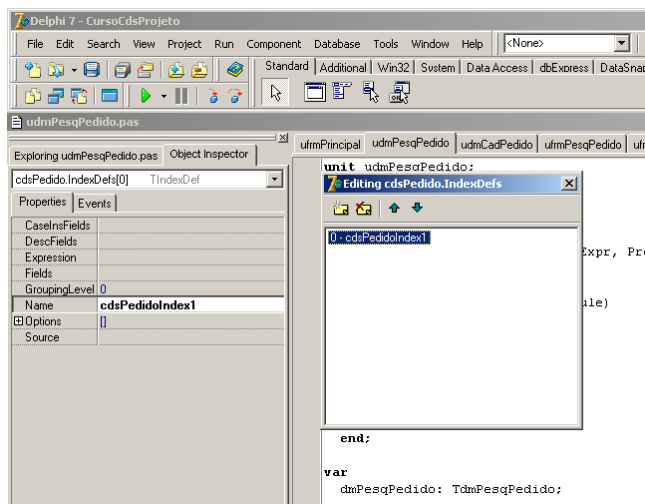 Delphi 7 - CursoCdsProjeto
File Edit Search View Project Run Component Database Tools Window Help <None>
Standard Additional Win32 System Data Access dbExpress DataSnap
udmPesqPedido.pas
Exploring udmPesqPedido.pas Object Inspector
ufrmPrincipal udmPesqPedido udmCadPedido ufrmPesqPedido ufr
cdsPedido.IndexDefs[0] TIndexDef
Properties Events
CaseInsFields
DescFields
Expression
Fields
GroupingLevel 0
Name cdsPedidoIndex1
Options []
Source
unit udmPesqPedido;
Editing cdsPedido.IndexDefs
0 - cdsPedidoIndex1
Expr, Pro
ule)
end;
var
dmPesqPedido: TdmPesqPedido;